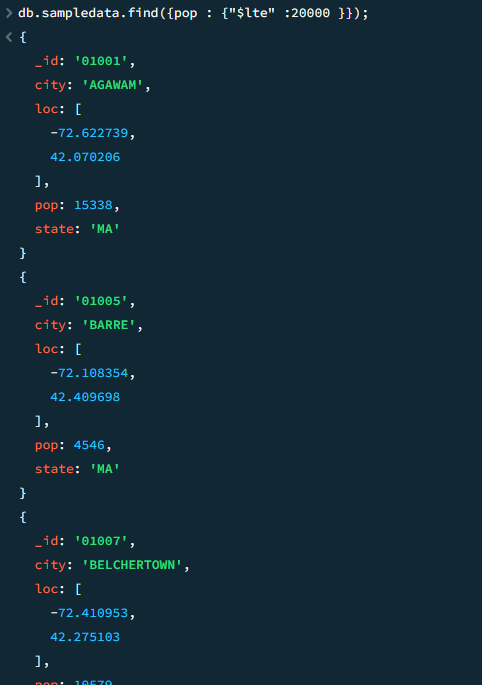 > db.sampledata.find({pop : {"$lte" :20000 }});
< {
_id: '01001',
city: 'AGAWAM',
loc: [
-72.622739,
42.070206
],
pop: 15338,
state: 'MA'
}
{
_id: '01005',
city: 'BARRE',
loc: [
-72.108354,
42.409698
],
pop: 4546,
state: 'MA'
}
{
_id: '01007',
city: 'BELCHERTOWN',
loc: [
-72.410953,
42.275103
],
pop: 10579